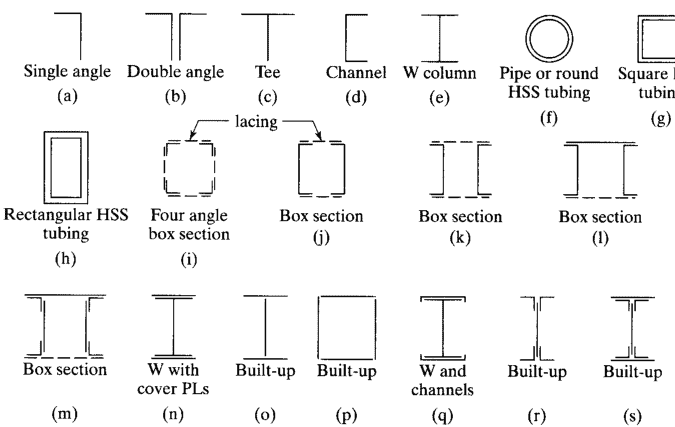 Single angle
Double angle
Tee
Channel
W column
Pipe or round
HSS tubing
Square
tubin
(a)
(b)
(c)
(d)
(e)
(f)
(g)
lacing
Rectangular HSS
tubing
Four angle
box section
Box section
Box section
Box section
(h)
(i)
(j)
(k)
(l)
Box section
W with
cover PLs
Built-up
Built-up
W and
channels
Built-up
Built-up
(m)
(n)
(o)
(p)
(q)
(r)
(s)